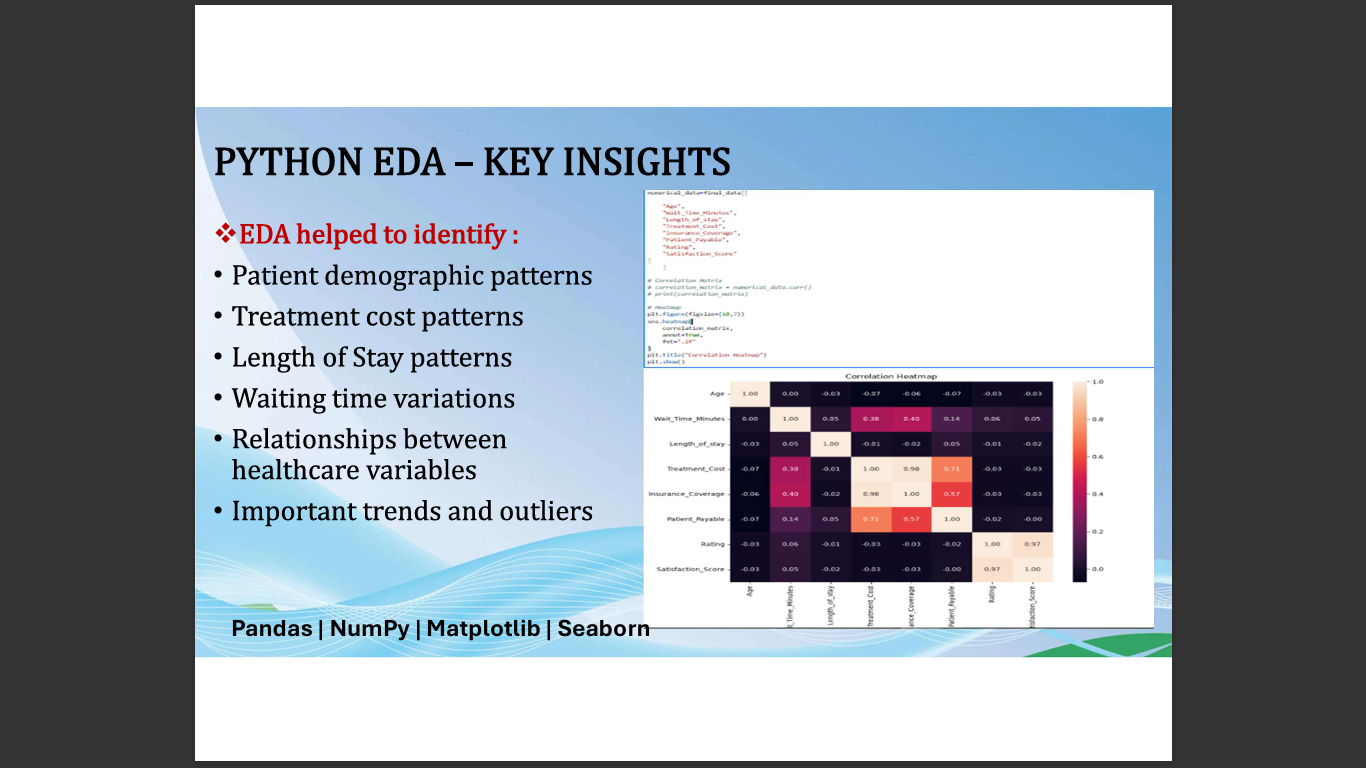 PYTHON EDA – KEY INSIGHTS
❖EDA helped to identify :
• Patient demographic patterns
• Treatment cost patterns
• Length of Stay patterns
• Waiting time variations
• Relationships between
healthcare variables
• Important trends and outliers
Pandas | NumPy | Matplotlib | Seaborn
numerical_data=final_data[[
"Age",
"Wait_Time_Minutes",
"Length_of_stay",
"Treatment_Cost",
"insurance_Coverage",
"Patient_Payable",
"Rating",
"Satisfaction_Score"
]
]
# Correlation Matrix
# correlation_matrix = numerical_data.corr()
# print(correlation_matrix)
# Heatmap
plt.figure(figsize=(10,7))
sns.heatmap(
correlation_matrix,
annot=True,
fmt=".2f"
)
plt.title("Correlation Heatmap")
plt.show()
Correlation Heatmap
Age 1.00 0.00 -0.03 -0.07 -0.06 -0.07 -0.03 -0.03
Wait_Time_Minutes 0.00 1.00 0.05 0.38 0.40 0.14 0.06 0.05
Length_of_stay -0.03 0.05 1.00 -0.01 -0.02 0.05 -0.01 -0.02
Treatment_Cost -0.07 0.38 -0.01 1.00 0.98 0.71 -0.03 -0.03
Insurance_Coverage -0.06 0.40 -0.02 0.98 1.00 0.57 -0.03 -0.03
Patient_Payable -0.07 0.14 0.05 0.71 0.57 1.00 -0.02 -0.00
Rating -0.03 0.06 -0.01 -0.03 -0.03 -0.02 1.00 0.97
Satisfaction_Score -0.03 0.05 -0.02 -0.03 -0.03 -0.00 0.97 1.00
Age
t_Time_Minutes
Length_of_stay
Treatment_Cost
ance_Coverage
Patient_Payable
Rating
isfaction_Score
1.0
0.8
0.6
0.4
0.2
0.0